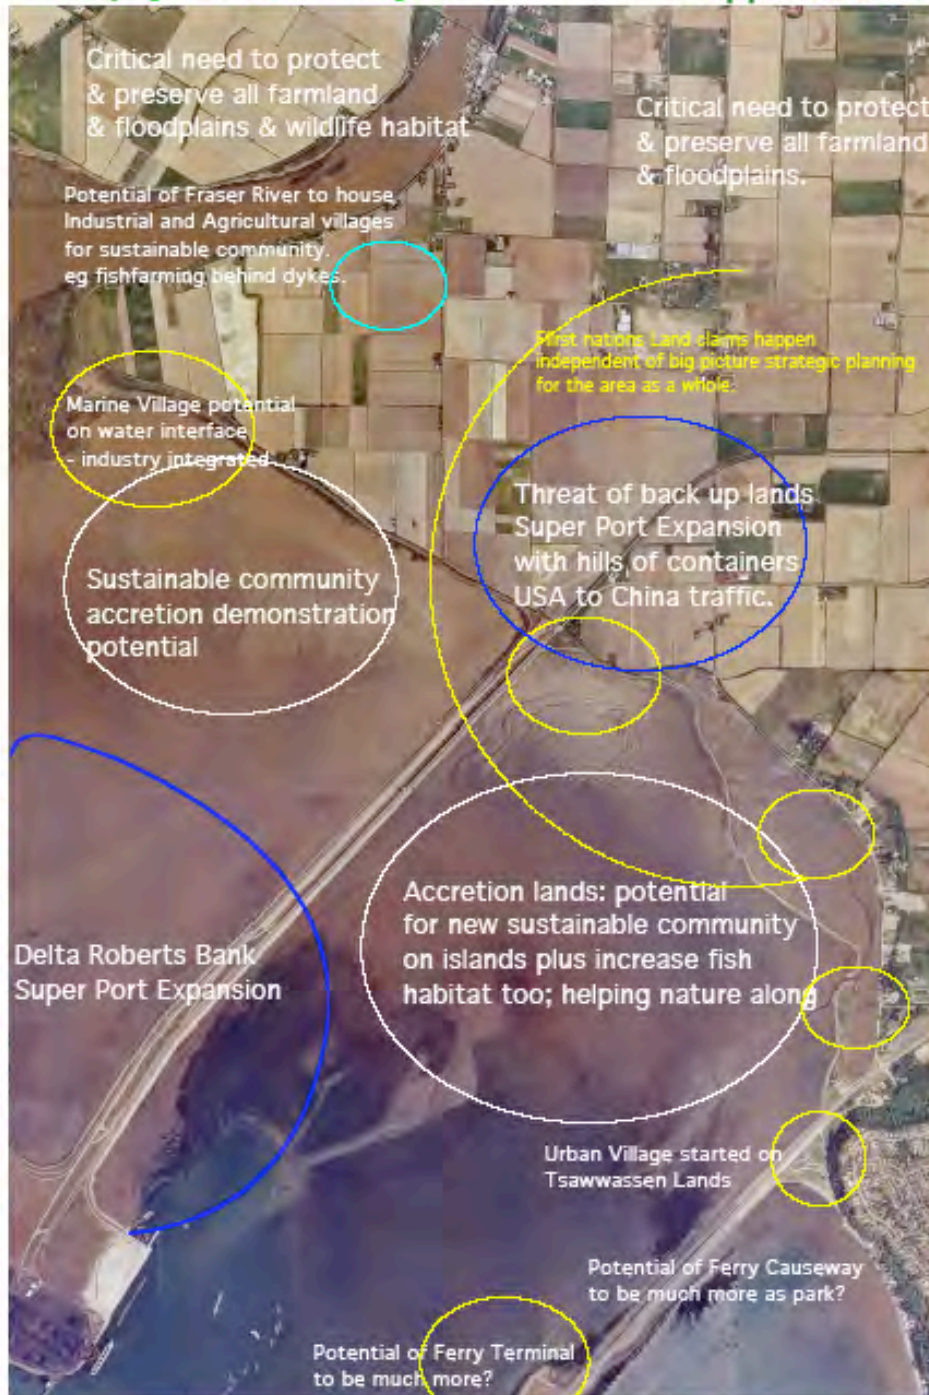 Critical need to protect
& preserve all farmland
& floodplains & wildlife habitat
Critical need to protect
& preserve all farmland
& floodplains.
Potential of Fraser River to house
Industrial and Agricultural villages
for sustainable community.
eg fishfarming behind dykes.
First nations Land claims happen
independent of big picture strategic planning
for the area as a whole.
Marine Village potential
on water interface
- industry integrated
Threat of back up lands
Super Port Expansion
with hills of containers
USA to China traffic.
Sustainable community
accretion demonstration
potential
Accretion lands: potential
for new sustainable community
on islands plus increase fish
habitat too; helping nature along
Delta Roberts Bank
Super Port Expansion
Urban Village started on
Tsawwassen Lands
Potential of Ferry Causeway
to be much more as park?
Potential of Ferry Terminal
to be much more?